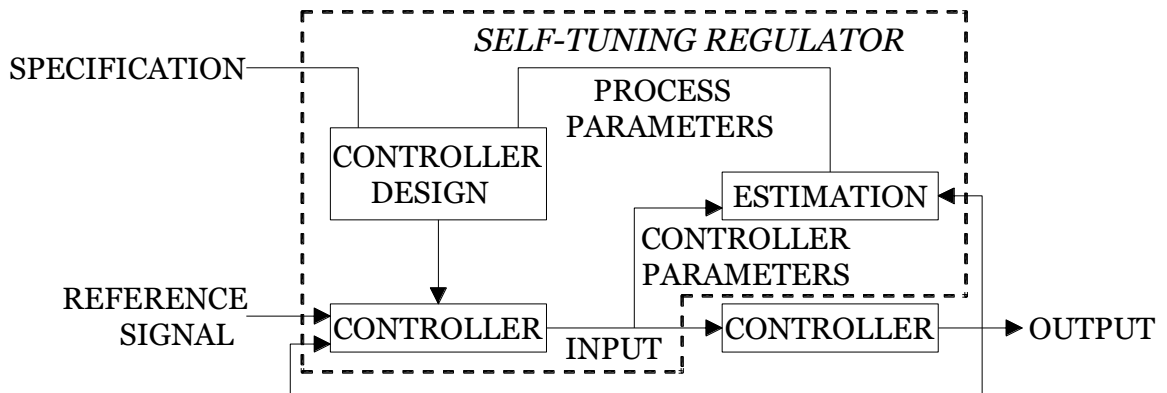 SELF-TUNING REGULATOR
SPECIFICATION
PROCESS
PARAMETERS
CONTROLLER
DESIGN
ESTIMATION
CONTROLLER
PARAMETERS
REFERENCE
SIGNAL
CONTROLLER
INPUT
CONTROLLER
OUTPUT